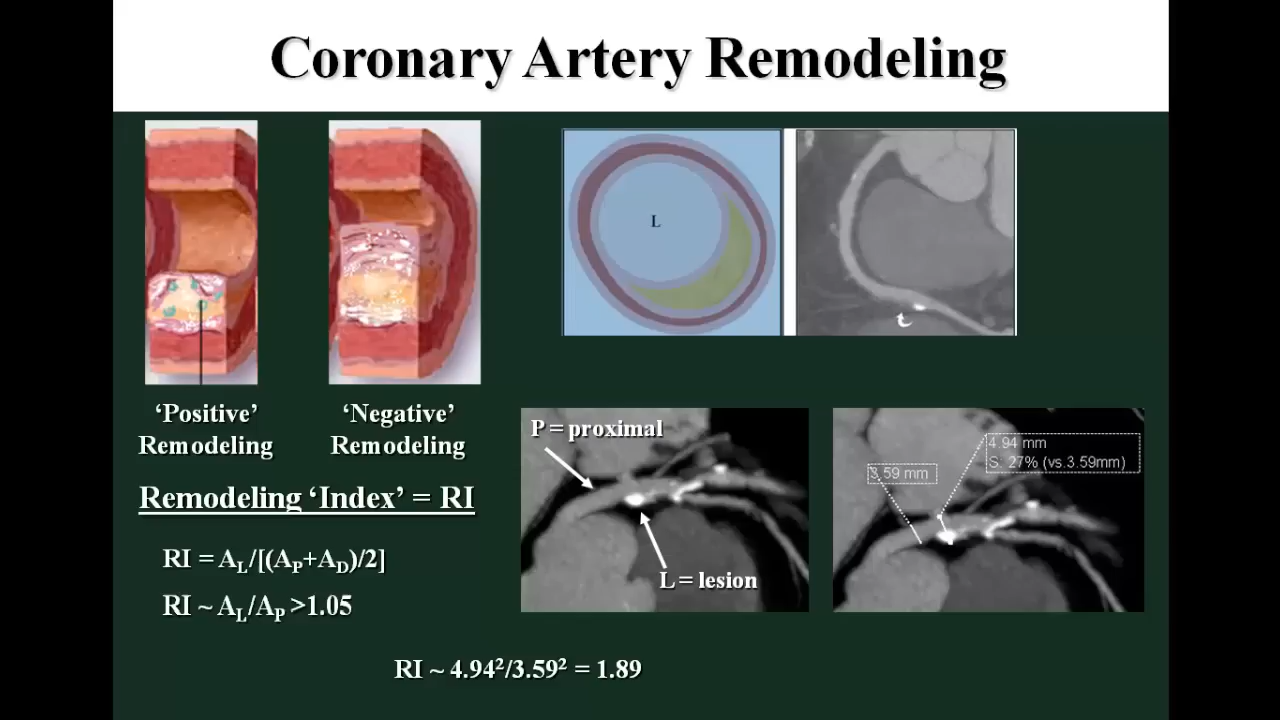 Coronary Artery Remodeling
L
‘Positive’
Remodeling
‘Negative’
Remodeling
Remodeling ‘Index’ = RI
RI = AL/[(AP+AD)/2]
RI ~ AL/AP >1.05
P = proximal
L = lesion
3.59 mm
4.94 mm
S: 27% (vs.3.59mm)
RI ~ 4.94²/3.59² = 1.89